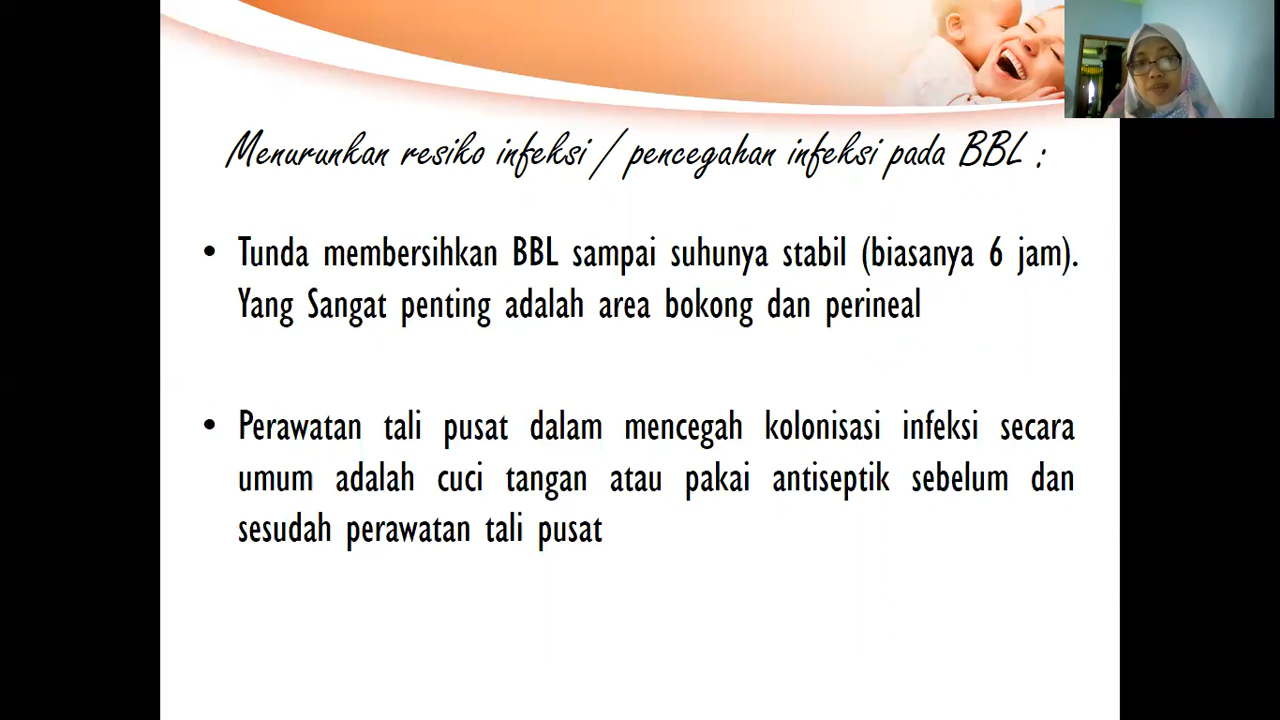 Menurunkan resiko infeksi / pencegahan infeksi pada BBL :
• Tunda membersihkan BBL sampai suhunya stabil (biasanya 6 jam).
Yang Sangat penting adalah area bokong dan perineal
• Perawatan tali pusat dalam mencegah kolonisasi infeksi secara
umum adalah cuci tangan atau pakai antiseptik sebelum dan
sesudah perawatan tali pusat